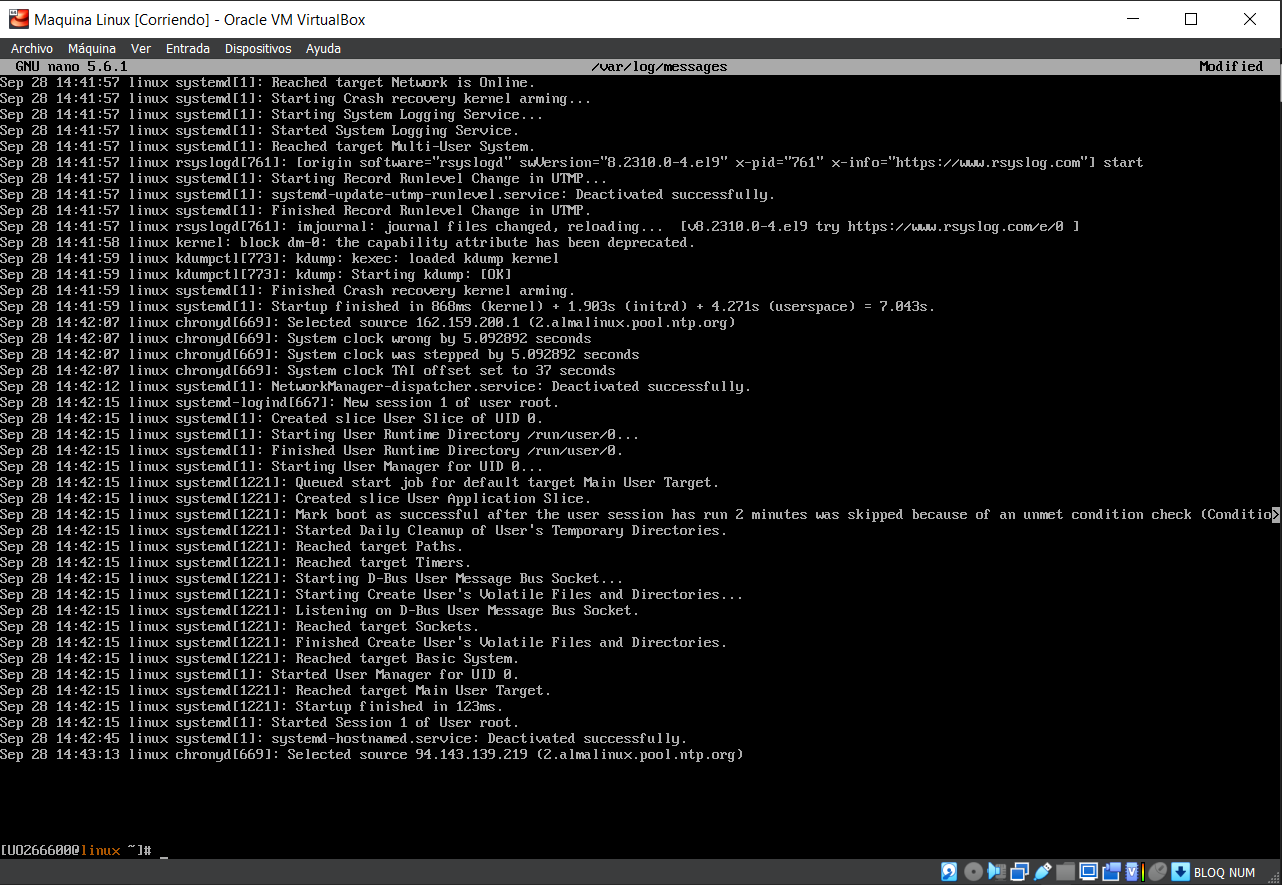 Maquina Linux [Corriendo] - Oracle VM VirtualBox
Archivo Máquina Ver Entrada Dispositivos Ayuda
GNU nano 5.6.1 /var/log/messages Modified
Sep 28 14:41:57 linux systemd[1]: Reached target Network is Online.
Sep 28 14:41:57 linux systemd[1]: Starting Crash recovery kernel arming...
Sep 28 14:41:57 linux systemd[1]: Starting System Logging Service...
Sep 28 14:41:57 linux systemd[1]: Started System Logging Service.
Sep 28 14:41:57 linux systemd[1]: Reached target Multi-User System.
Sep 28 14:41:57 linux rsyslogd[761]: [origin software="rsyslogd" swVersion="8.2310.0-4.el9" x-pid="761" x-info="https://www.rsyslog.com"] start
Sep 28 14:41:57 linux systemd[1]: Starting Record Runlevel Change in UTMP...
Sep 28 14:41:57 linux systemd[1]: systemd-update-utmp-runlevel.service: Deactivated successfully.
Sep 28 14:41:57 linux systemd[1]: Finished Record Runlevel Change in UTMP.
Sep 28 14:41:57 linux rsyslogd[761]: imjournal: journal files changed, reloading...  [v8.2310.0-4.el9 try https://www.rsyslog.com/e/0 ]
Sep 28 14:41:58 linux kernel: block dm-0: the capability attribute has been deprecated.
Sep 28 14:41:59 linux kdumpctl[773]: kdump: kexec: loaded kdump kernel
Sep 28 14:41:59 linux kdumpctl[773]: kdump: Starting kdump: [OK]
Sep 28 14:41:59 linux systemd[1]: Finished Crash recovery kernel arming.
Sep 28 14:41:59 linux systemd[1]: Startup finished in 868ms (kernel) + 1.903s (initrd) + 4.271s (userspace) = 7.043s.
Sep 28 14:42:07 linux chronyd[669]: Selected source 162.159.200.1 (2.almalinux.pool.ntp.org)
Sep 28 14:42:07 linux chronyd[669]: System clock wrong by 5.092892 seconds
Sep 28 14:42:07 linux chronyd[669]: System clock was stepped by 5.092892 seconds
Sep 28 14:42:07 linux chronyd[669]: System clock TAI offset set to 37 seconds
Sep 28 14:42:12 linux systemd[1]: NetworkManager-dispatcher.service: Deactivated successfully.
Sep 28 14:42:15 linux systemd-logind[667]: New session 1 of user root.
Sep 28 14:42:15 linux systemd[1]: Created slice User Slice of UID 0.
Sep 28 14:42:15 linux systemd[1]: Starting User Runtime Directory /run/user/0...
Sep 28 14:42:15 linux systemd[1]: Finished User Runtime Directory /run/user/0.
Sep 28 14:42:15 linux systemd[1]: Starting User Manager for UID 0...
Sep 28 14:42:15 linux systemd[1221]: Queued start job for default target Main User Target.
Sep 28 14:42:15 linux systemd[1221]: Created slice User Application Slice.
Sep 28 14:42:15 linux systemd[1221]: Mark boot as successful after the user session has run 2 minutes was skipped because of an unmet condition check (Conditio>
Sep 28 14:42:15 linux systemd[1221]: Started Daily Cleanup of User's Temporary Directories.
Sep 28 14:42:15 linux systemd[1221]: Reached target Paths.
Sep 28 14:42:15 linux systemd[1221]: Reached target Timers.
Sep 28 14:42:15 linux systemd[1221]: Starting D-Bus User Message Bus Socket...
Sep 28 14:42:15 linux systemd[1221]: Starting Create User's Volatile Files and Directories...
Sep 28 14:42:15 linux systemd[1221]: Listening on D-Bus User Message Bus Socket.
Sep 28 14:42:15 linux systemd[1221]: Reached target Sockets.
Sep 28 14:42:15 linux systemd[1221]: Finished Create User's Volatile Files and Directories.
Sep 28 14:42:15 linux systemd[1221]: Reached target Basic System.
Sep 28 14:42:15 linux systemd[1]: Started User Manager for UID 0.
Sep 28 14:42:15 linux systemd[1221]: Reached target Main User Target.
Sep 28 14:42:15 linux systemd[1221]: Startup finished in 123ms.
Sep 28 14:42:15 linux systemd[1]: Started Session 1 of User root.
Sep 28 14:42:45 linux systemd[1]: systemd-hostnamed.service: Deactivated successfully.
Sep 28 14:43:13 linux chronyd[669]: Selected source 94.143.139.219 (2.almalinux.pool.ntp.org)
[UO266600@linux ~]# _
BLOQ NUM